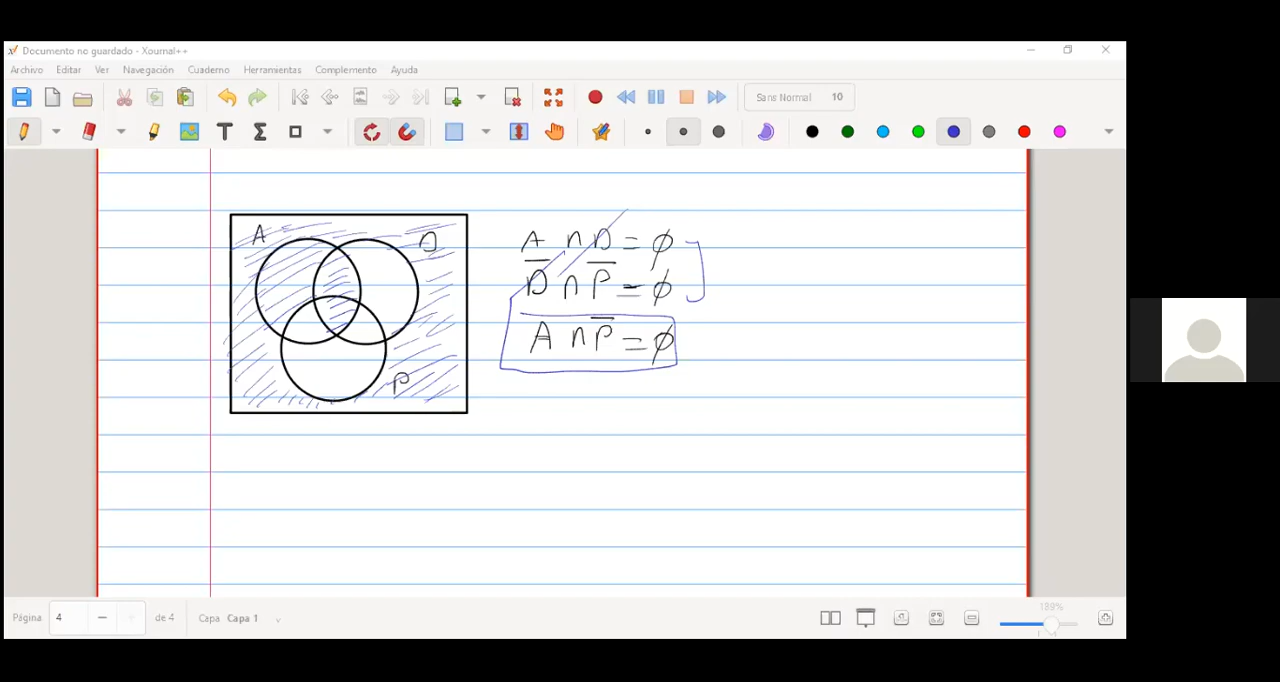 Documento no guardado - Xournal++
Archivo Editar Ver Navegación Cuaderno Herramientas Complemento Ayuda
Sans Normal 10
A
D
P
A ∩ D̅ = ϕ
D ∩ P̅ = ϕ
A ∩ P̅ = ϕ
Página 4 de 4 Capa Capa 1
189%